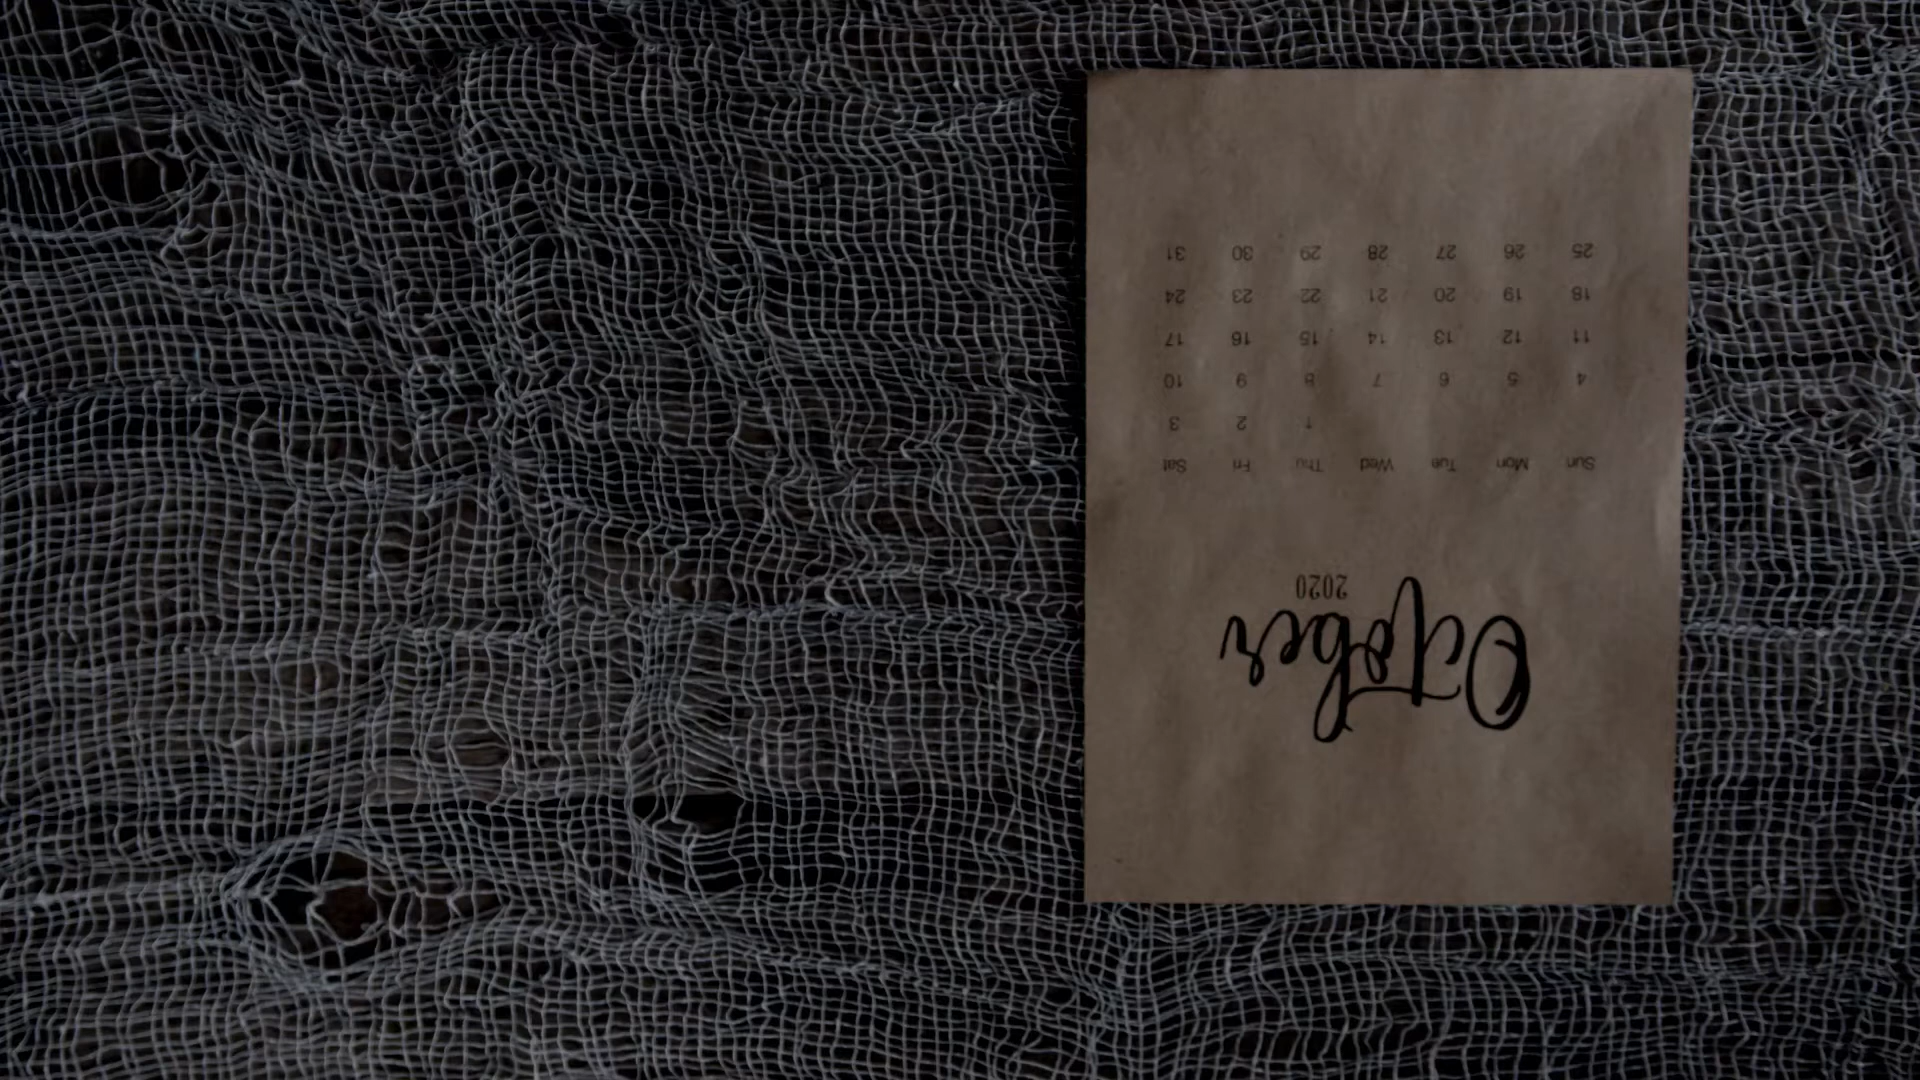 October
2020
Sun Mon Tue Wed Thu Fri Sat
1 2 3
4 5 6 7 8 9 10
11 12 13 14 15 16 17
18 19 20 21 22 23 24
25 26 27 28 29 30 31